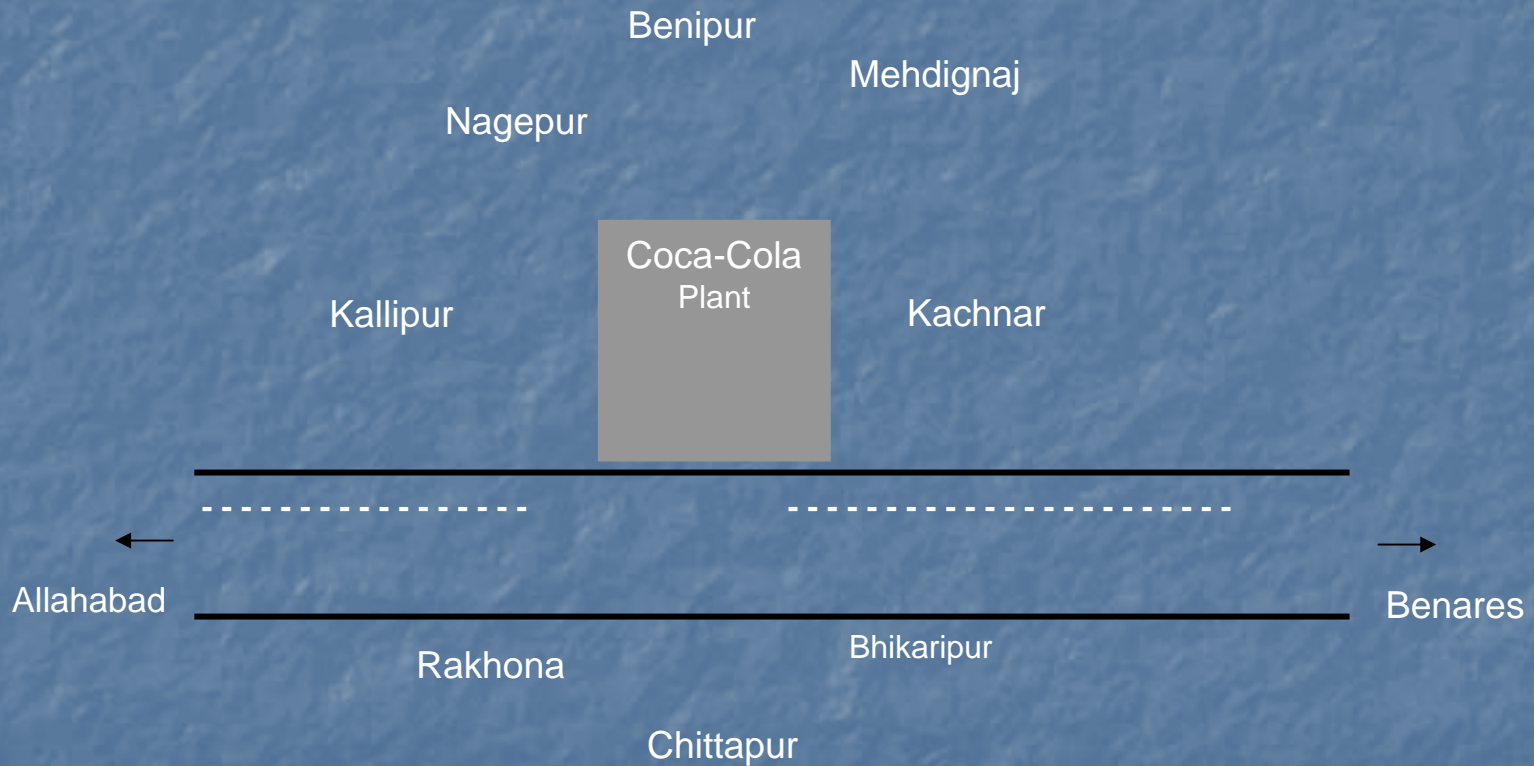 Benipur
Mehdignaj
Nagepur
Coca-Cola
Plant
Kallipur
Kachnar
Allahabad
Benares
Bhikaripur
Rakhona
Chittapur